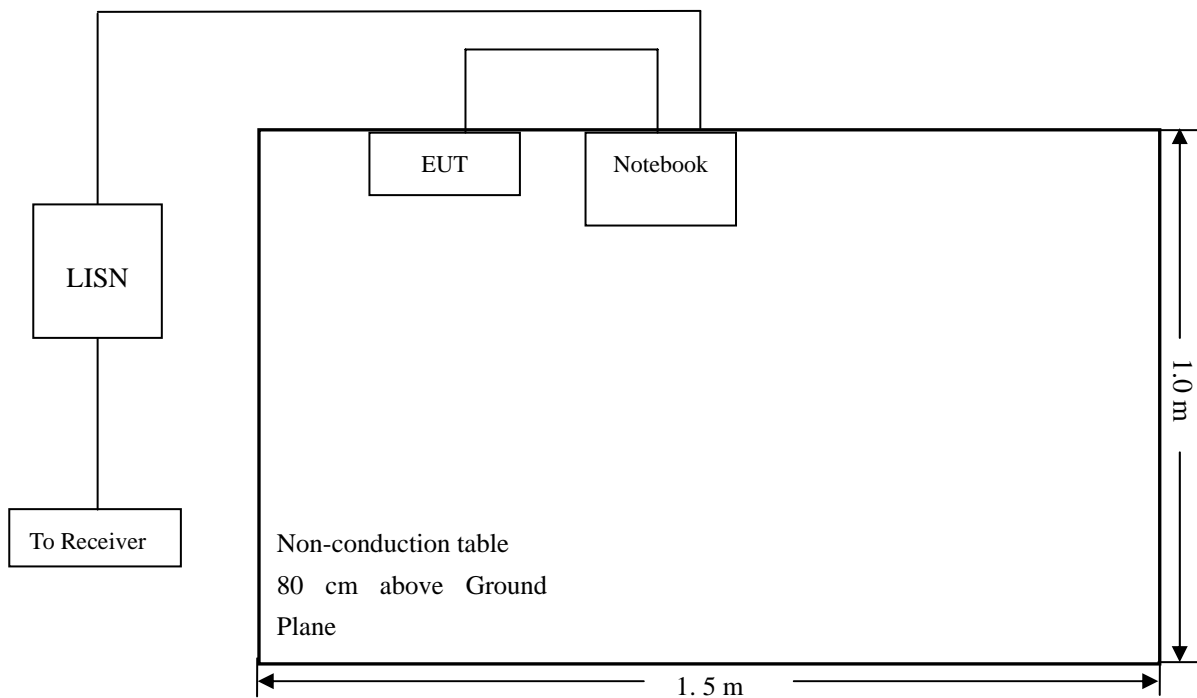 EUT
Notebook
LISN
To Receiver
Non-conduction table
80 cm above Ground
Plane
1.0 m
1. 5 m